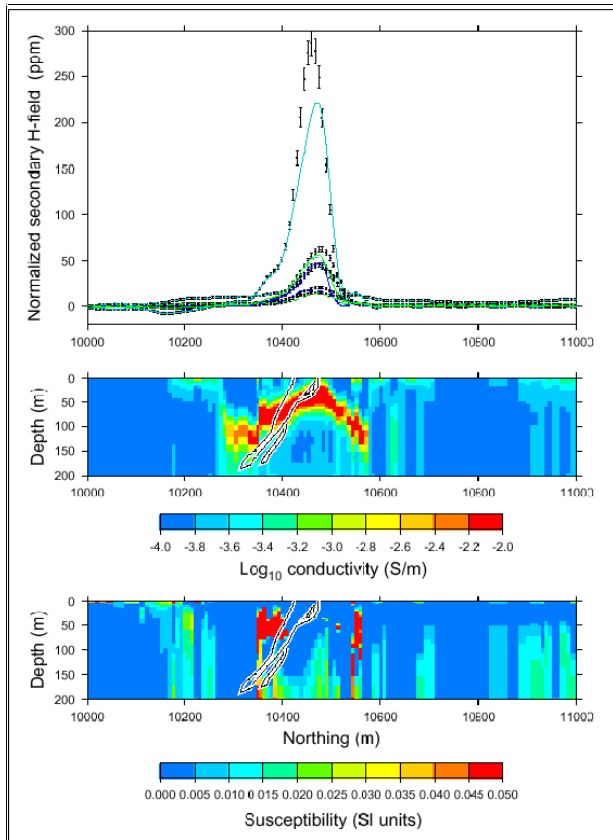 300
250
200
150
100
50
0
Normalized secondary H-field (ppm)
10000 10200 10400 10600 10800 11000
0
50
100
150
200
Depth (m)
10000 10200 10400 10600 10800 11000
-4.0 -3.8 -3.6 -3.4 -3.2 -3.0 -2.8 -2.6 -2.4 -2.2 -2.0
Log10 conductivity (S/m)
0
50
100
150
200
Depth (m)
10000 10200 10400 10600 10800 11000
Northing (m)
0.000 0.005 0.010 0.015 0.020 0.025 0.030 0.035 0.040 0.045 0.050
Susceptibility (SI units)